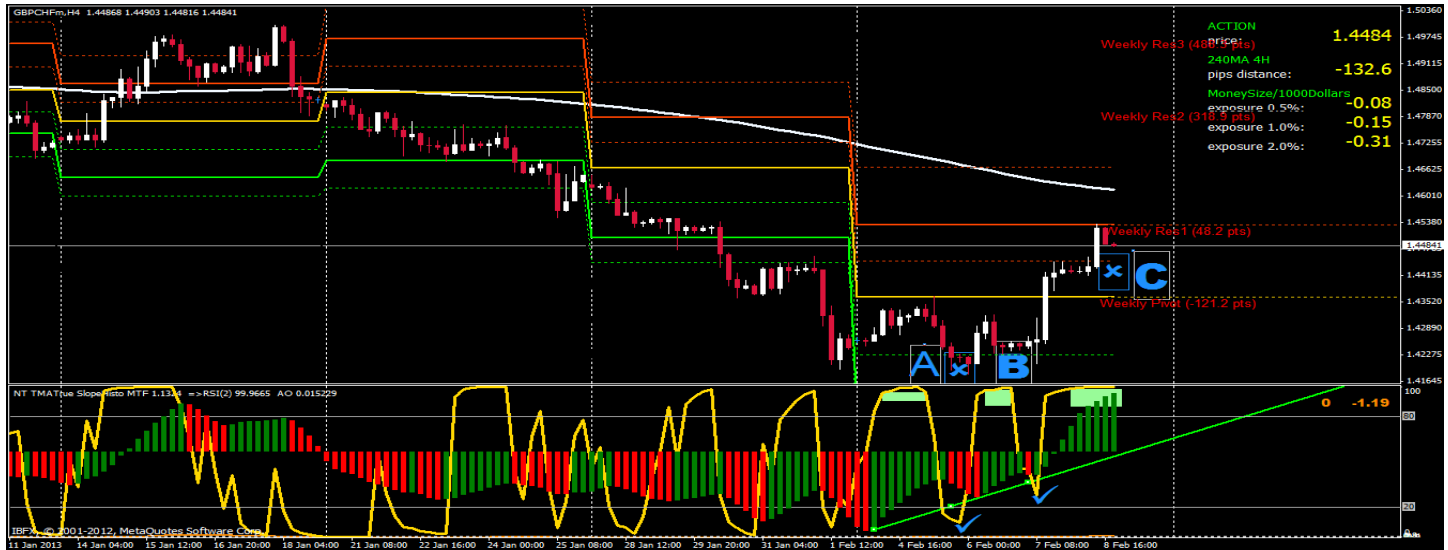 GBPCHFm,H4 1.44868 1.44903 1.44816 1.44841
ACTION
price: 1.4484
240MA 4H
pips distance: -132.6
MoneySize/1000Dollars
exposure 0.5%: -0.08
exposure 1.0%: -0.15
exposure 2.0%: -0.31
Weekly Res3 (
pts)
Weekly Res2 (318.9 pts)
Weekly Res1 (48.2 pts)
Weekly Pivot (-121.2 pts)
1.50360
1.49745
1.49115
1.48500
1.47870
1.47255
1.46625
1.46010
1.45380
1.44841
1.44135
1.43520
1.42890
1.42275
1.41645
A
x
B
x
C
NT TMATrue SlopeHisto MTF 1.1324 =>RSI(2) 99.9665 AO 0.015229
0 -1.19
100
80
20
IBFX, © 2001-2012, MetaQuotes Software Corp.
11 Jan 2013
14 Jan 04:00
15 Jan 12:00
16 Jan 20:00
18 Jan 04:00
21 Jan 08:00
22 Jan 16:00
24 Jan 00:00
25 Jan 08:00
28 Jan 12:00
29 Jan 20:00
31 Jan 04:00
1 Feb 12:00
4 Feb 16:00
6 Feb 00:00
7 Feb 08:00
8 Feb 16:00